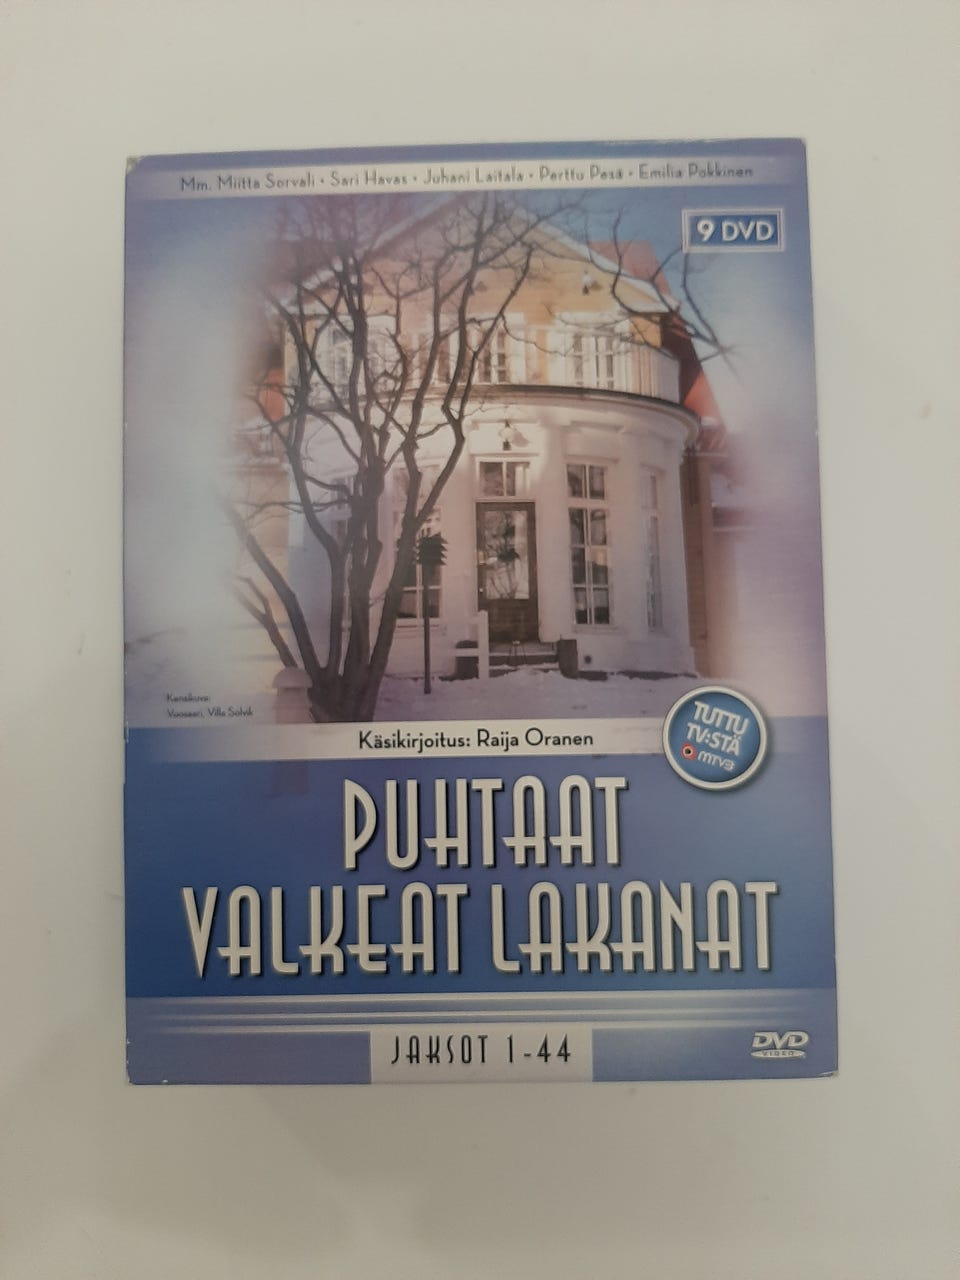 Mm. Miitta Sorvali • Sari Havas • Juhani Laitala • Perttu Pesä • Emilia Pokkinen
9 DVD
Kansikuva:
Vuosaari, Villa Solvik
Käsikirjoitus: Raija Oranen
TUTTU
TV:STÄ
MTV3
PUHTAAT
VALKEAT LAKANAT
JAKSOT 1-44
DVD
VIDEO